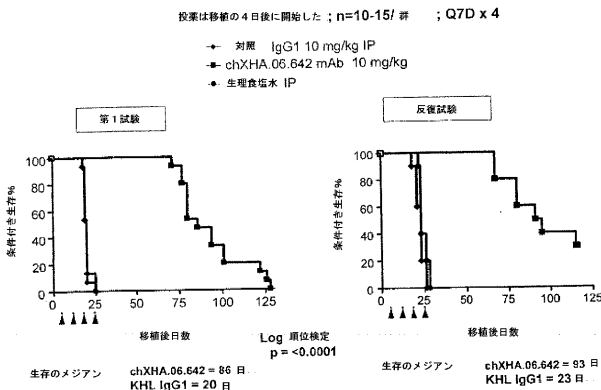 投薬は移植の4日後に開始した ; n=10-15/ 群 ; Q7D x 4
対照 IgG1 10 mg/kg IP
chXHA.06.642 mAb 10 mg/kg
生理食塩水 IP
第1試験
反復試験
条件付き生存%
100
80
60
40
20
0
0 25 50 75 100 125
移植後日数
条件付き生存%
100
80
60
40
20
0
0 25 50 75 100 125
移植後日数
Log 順位検定
p = <0.0001
生存のメジアン chXHA.06.642 = 86 日
KHL IgG1 = 20 日
生存のメジアン chXHA.06.642 = 93 日
KHL IgG1 = 23 日